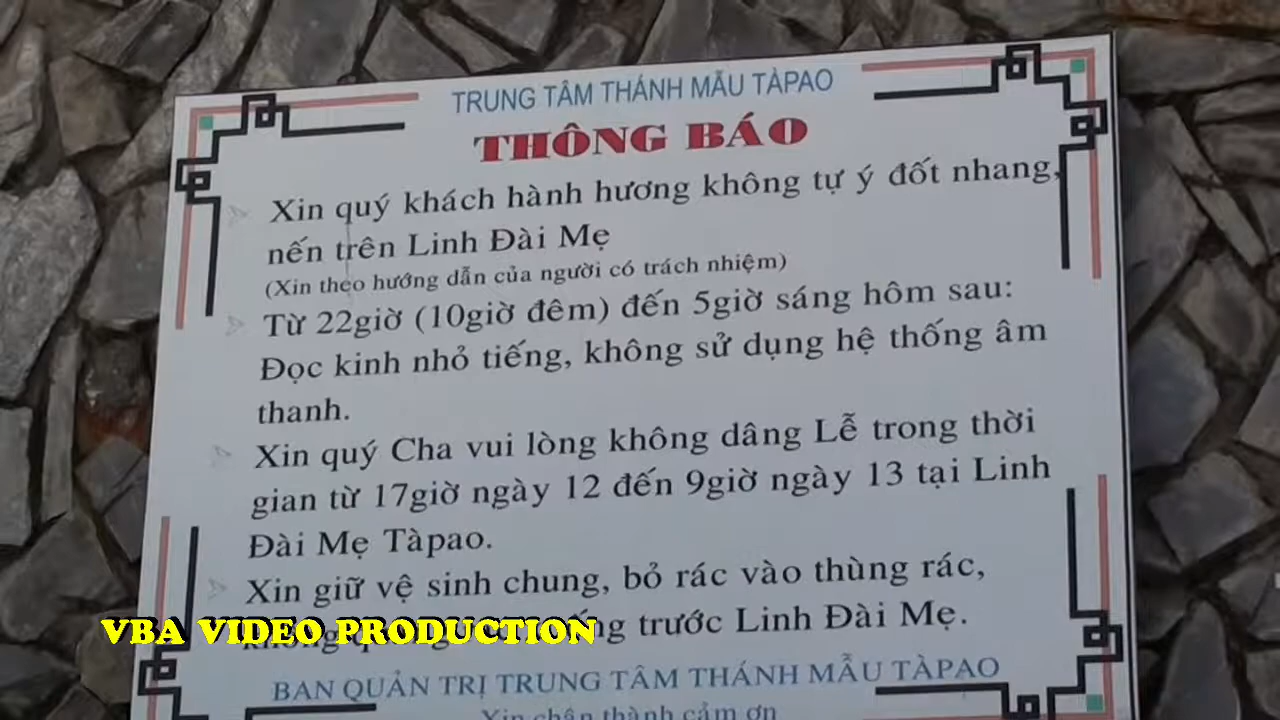 TRUNG TÂM THÁNH MẪU TÀPAO
THÔNG BÁO
Xin quý khách hành hương không tự ý đốt nhang,
nến trên Linh Đài Mẹ
(Xin theo hướng dẫn của người có trách nhiệm)
Từ 22giờ (10giờ đêm) đến 5giờ sáng hôm sau:
Đọc kinh nhỏ tiếng, không sử dụng hệ thống âm
thanh.
Xin quý Cha vui lòng không dâng Lễ trong thời
gian từ 17giờ ngày 12 đến 9giờ ngày 13 tại Linh
Đài Mẹ Tàpao.
Xin giữ vệ sinh chung, bỏ rác vào thùng rác,
trước Linh Đài Mẹ.
VBA VIDEO PRODUCTION
BAN QUẢN TRỊ TRUNG TÂM THÁNH MẪU TÀPAO
Xin chân thành cảm ơn